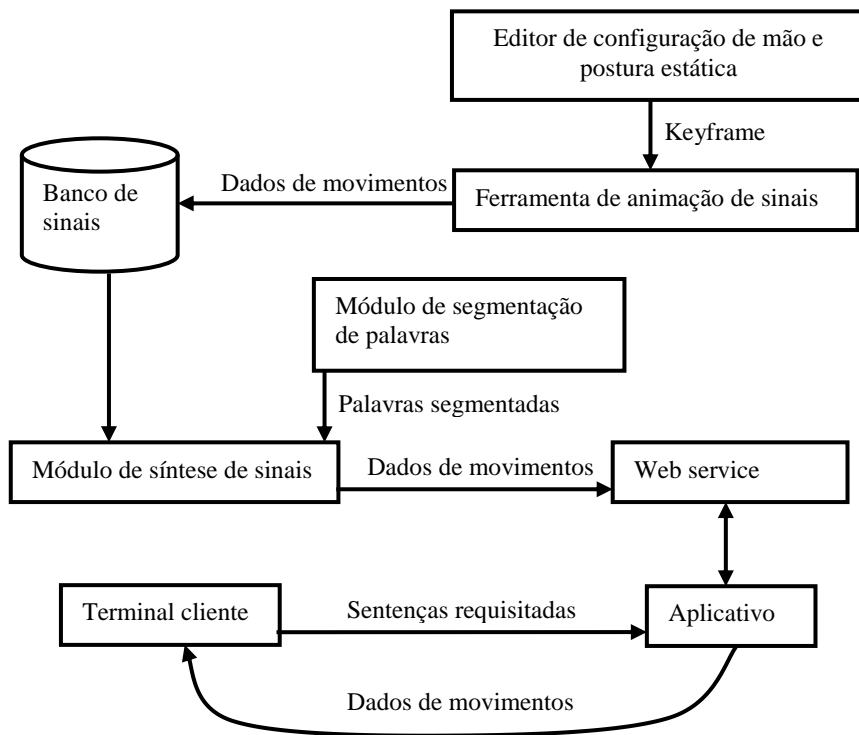 Editor de configuração de mão e
postura estática
Keyframe
Ferramenta de animação de sinais
Dados de movimentos
Banco de
sinais
Módulo de segmentação
de palavras
Palavras segmentadas
Módulo de síntese de sinais
Dados de movimentos
Web service
Terminal cliente
Sentenças requisitadas
Aplicativo
Dados de movimentos